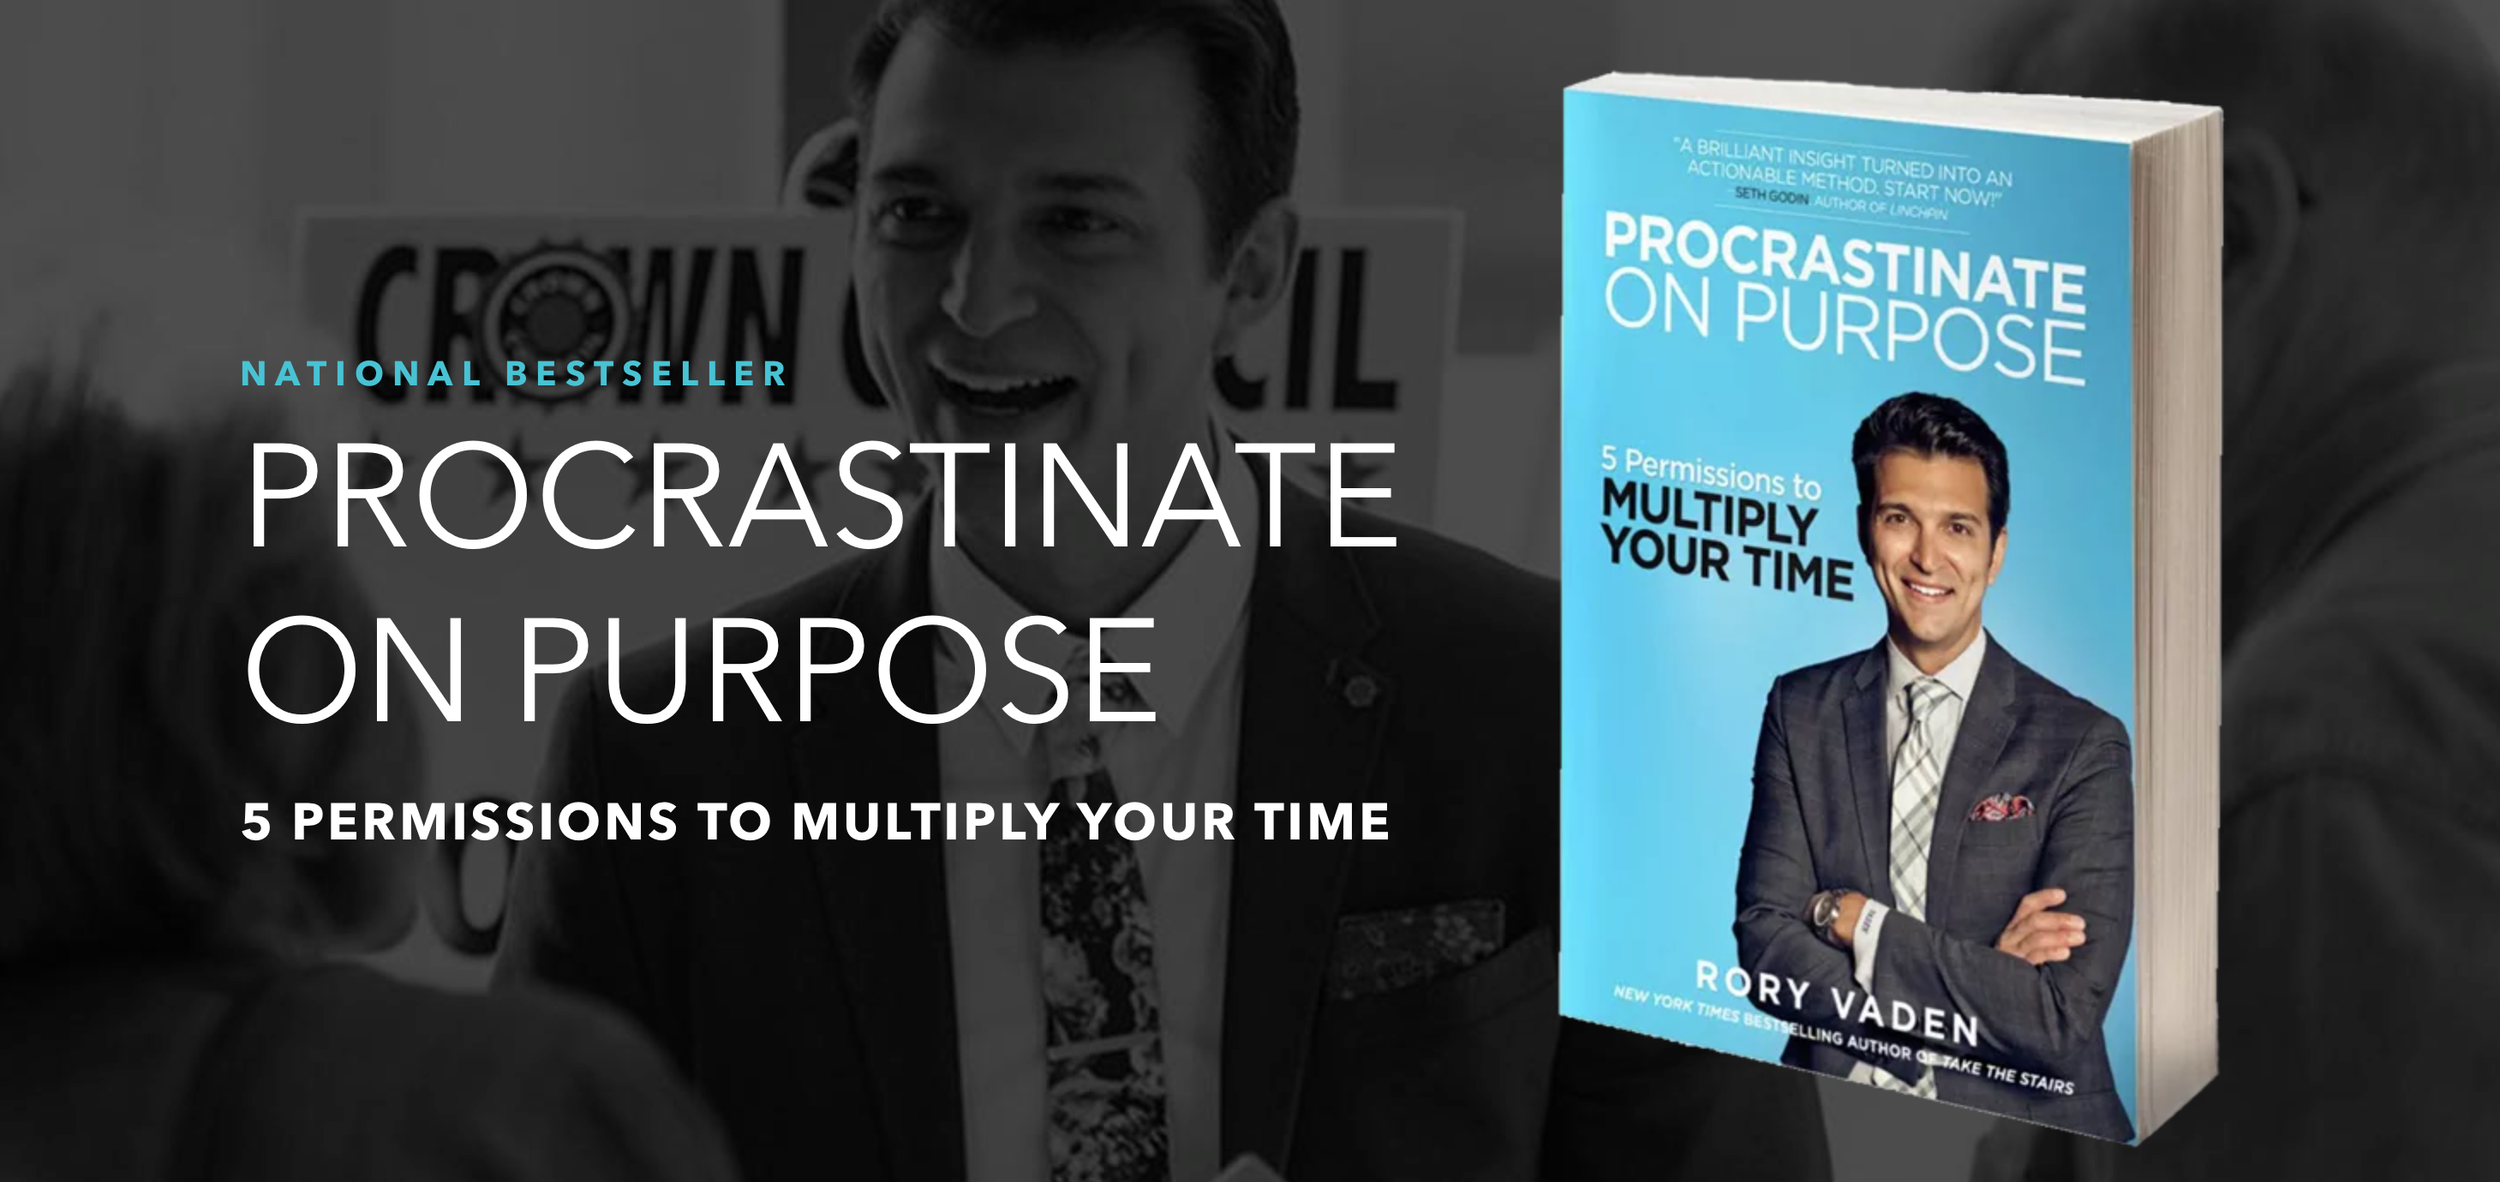 CROWN
CIL
NATIONAL BESTSELLER
PROCRASTINATE
ON PURPOSE
5 PERMISSIONS TO MULTIPLY YOUR TIME
"A BRILLIANT INSIGHT TURNED INTO AN
ACTIONABLE METHOD. START NOW!"
SETH GODIN AUTHOR OF LINCHPIN
PROCRASTINATE
ON PURPOSE
5 Permissions to
MULTIPLY
YOUR TIME
RORY VADEN
NEW YORK TIMES BESTSELLING AUTHOR OF TAKE THE STAIRS